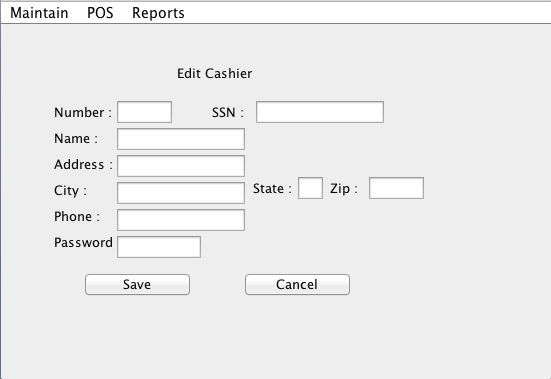 Maintain POS Reports
Edit Cashier
Number : SSN :
Name :
Address :
City : State : Zip :
Phone :
Password
Save Cancel